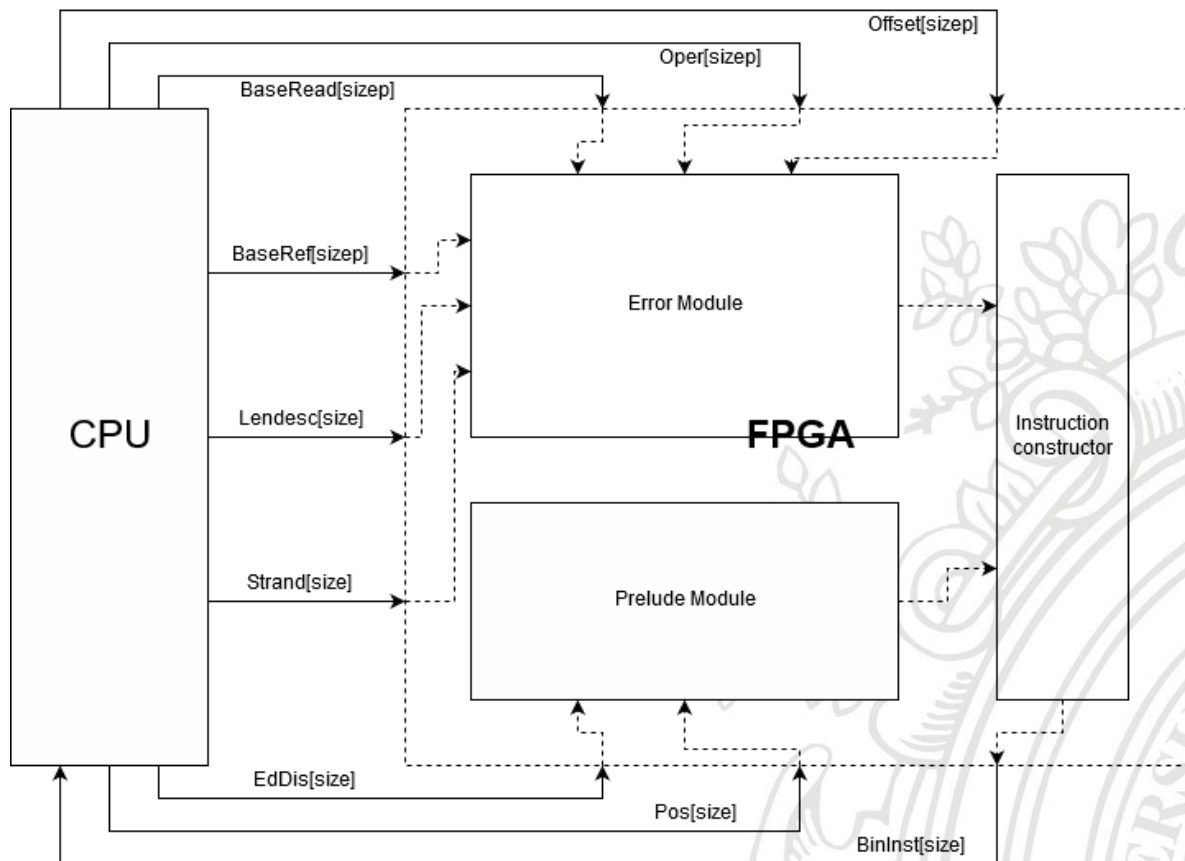 Offset[sizep]
Oper[sizep]
BaseRead[sizep]
BaseRef[sizep]
Error Module
CPU
Lendesc[size]
FPGA
Instruction
constructor
Strand[size]
Prelude Module
EdDis[size]
Pos[size]
BinInst[size]
ERSI